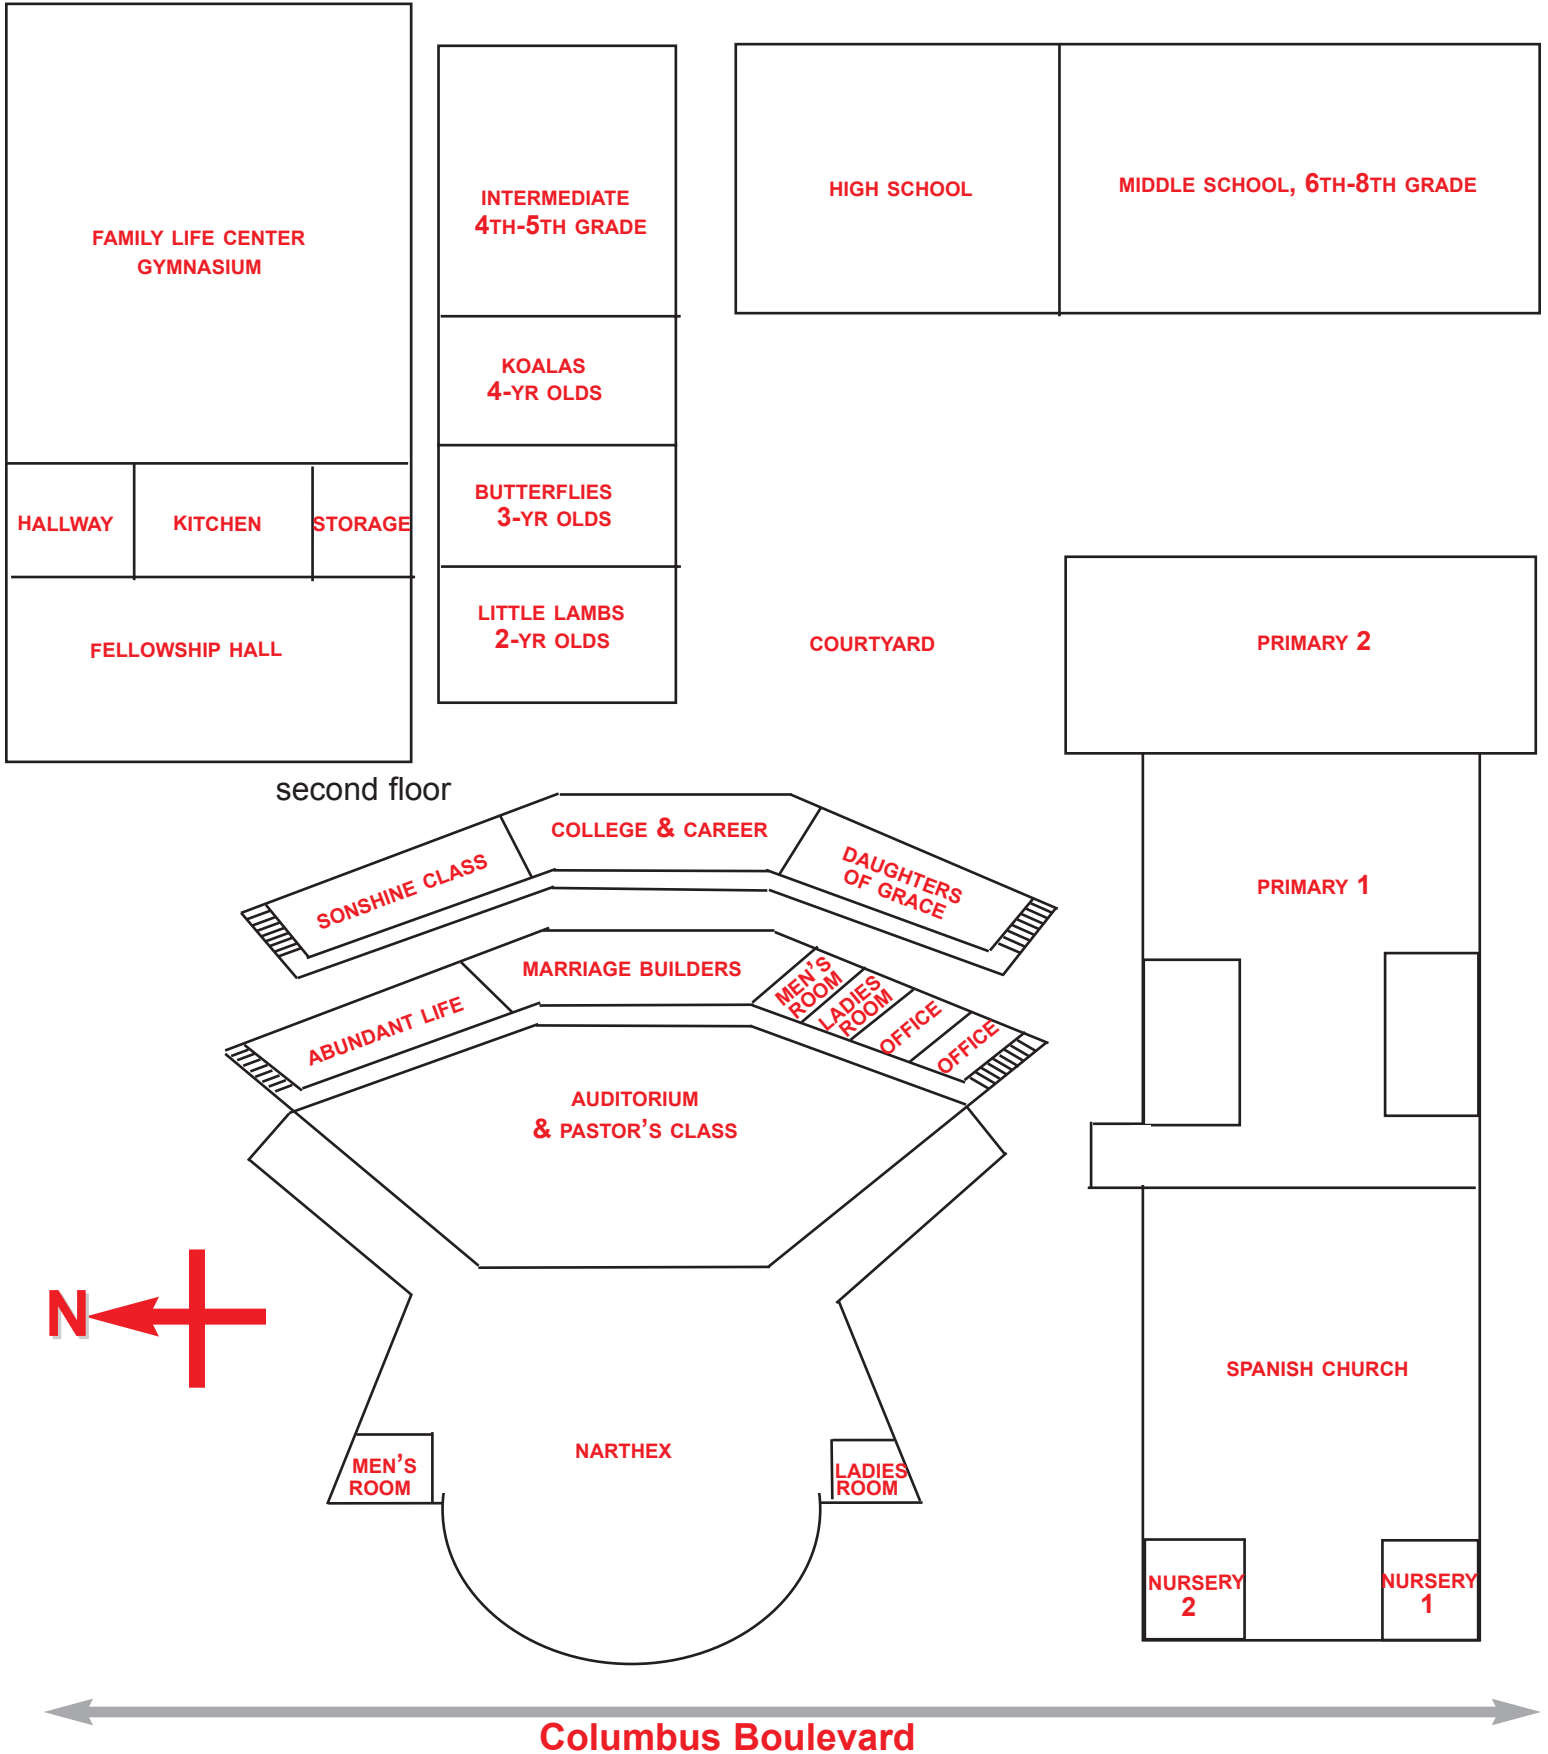 FAMILY LIFE CENTER
GYMNASIUM
INTERMEDIATE
4TH-5TH GRADE
HIGH SCHOOL
MIDDLE SCHOOL, 6TH-8TH GRADE
KOALAS
4-YR OLDS
HALLWAY
KITCHEN
STORAGE
BUTTERFLIES
3-YR OLDS
FELLOWSHIP HALL
LITTLE LAMBS
2-YR OLDS
COURTYARD
PRIMARY 2
second floor
SONSHINE CLASS
COLLEGE & CAREER
DAUGHTERS
OF GRACE
PRIMARY 1
ABUNDANT LIFE
MARRIAGE BUILDERS
MEN'S
ROOM
LADIES
ROOM
OFFICE
OFFICE
AUDITORIUM
& PASTOR'S CLASS
N
SPANISH CHURCH
MEN'S
ROOM
NARTHEX
LADIES
ROOM
NURSERY
2
NURSERY
1
Columbus Boulevard